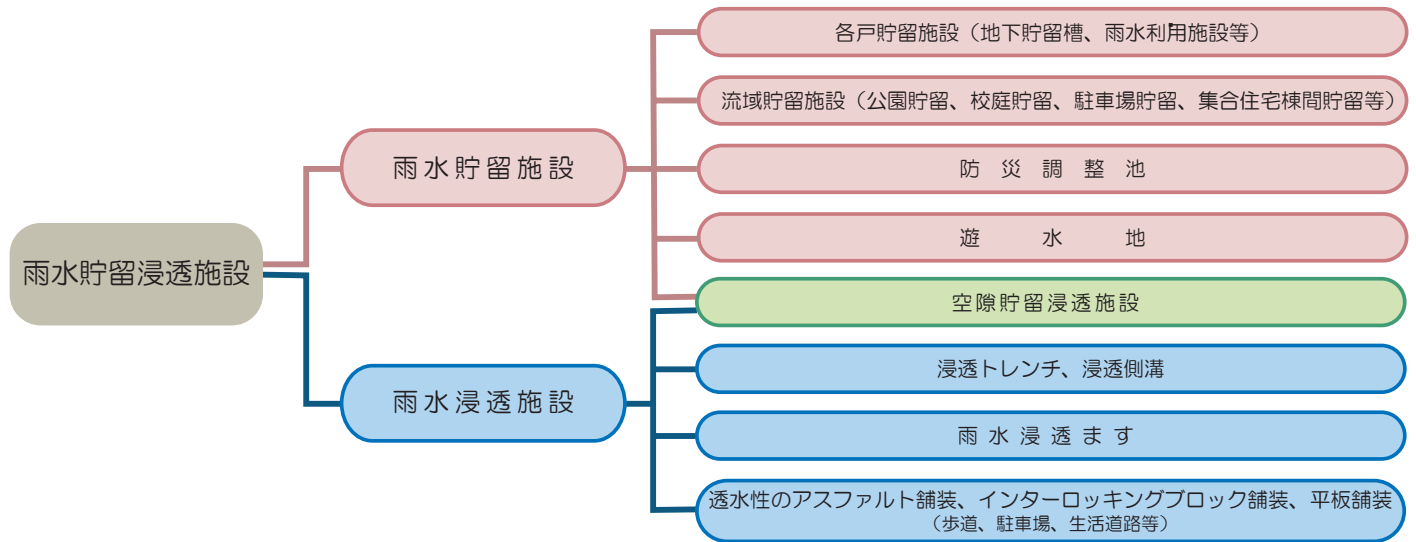 雨水貯留浸透施設
雨水貯留施設
各戸貯留施設（地下貯留槽、雨水利用施設等）
流域貯留施設（公園貯留、校庭貯留、駐車場貯留、集合住宅棟間貯留等）
防災調整池
遊水地
空隙貯留浸透施設
雨水浸透施設
浸透トレンチ、浸透側溝
雨水浸透ます
透水性のアスファルト舗装、インターロッキングブロック舗装、平板舗装
（歩道、駐車場、生活道路等）